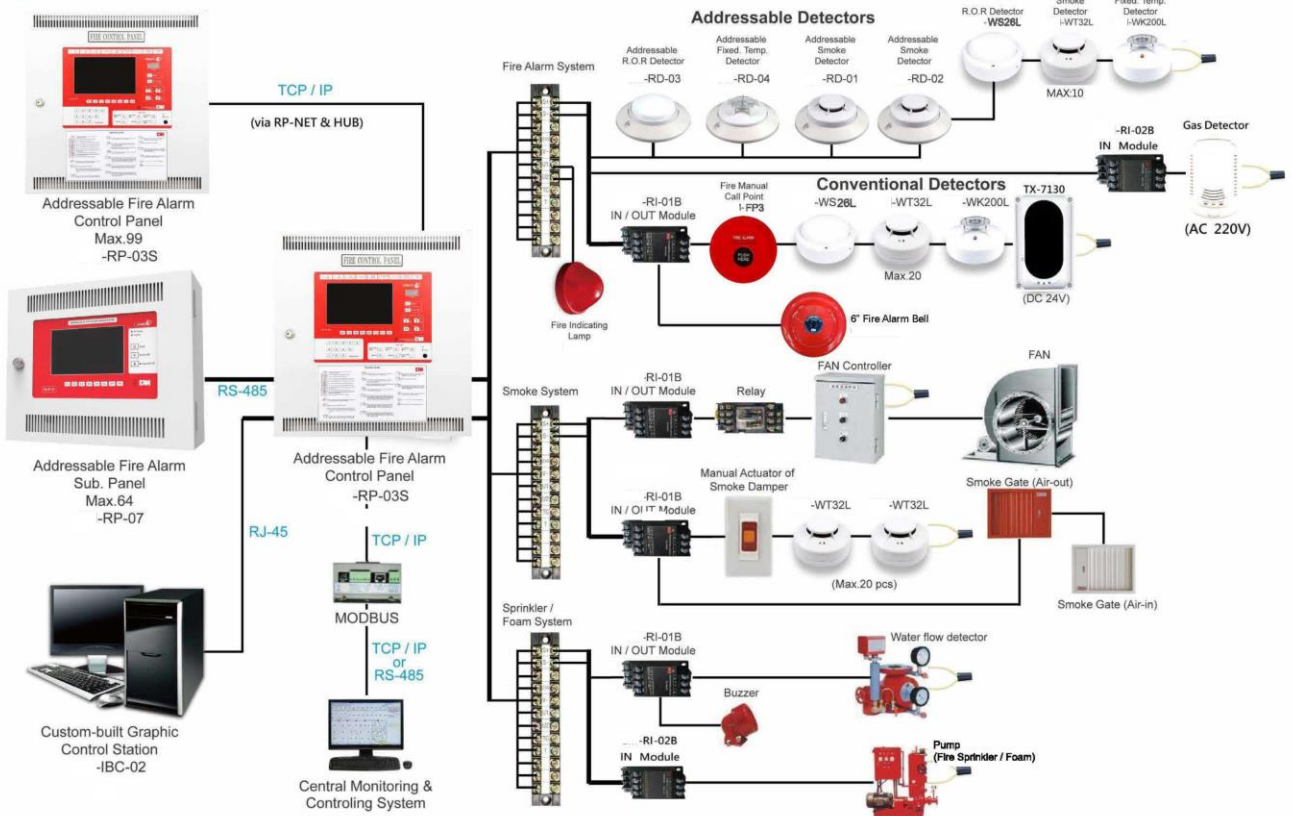 FIRE CONTROL PANEL
Addressable Fire Alarm
Control Panel
Max.99
-RP-03S
TCP / IP
(via RP-NET & HUB)
Addressable Fire Alarm
Sub. Panel
Max.64
-RP-07
RS-485
RJ-45
Custom-built Graphic
Control Station
-IBC-02
FIRE CONTROL PANEL
Addressable Fire Alarm
Control Panel
-RP-03S
TCP / IP
MODBUS
TCP / IP
or
RS-485
Central Monitoring &
Controling System
Fire Alarm System
Addressable Detectors
Addressable
R.O.R Detector
-RD-03
Addressable
Fixed. Temp.
Detector
-RD-04
Addressable
Smoke
Detector
-RD-01
Addressable
Smoke
Detector
-RD-02
R.O.R Detector
-WS26L
Smoke
Detector
i-WT32L
Fixed. Temp.
Detector
i-WK200L
MAX:10
-RI-02B
IN Module
Gas Detector
(AC 220V)
Conventional Detectors
-RI-01B
IN / OUT Module
Fire Manual
Call Point
I-FP3
FIRE ALARM
PUSH
HERE
-WS26L
i-WT32L
Max.20
-WK200L
TX-7130
(DC 24V)
Fire Indicating
Lamp
6" Fire Alarm Bell
Smoke System
-RI-01B
IN / OUT Module
Relay
FAN Controller
FAN
-RI-01B
IN / OUT Module
Manual Actuator of
Smoke Damper
-WT32L
-WT32L
(Max.20 pcs)
Smoke Gate (Air-out)
Smoke Gate (Air-in)
Sprinkler /
Foam System
-RI-01B
IN / OUT Module
Buzzer
Water flow detector
-RI-02B
IN Module
Pump
(Fire Sprinkler / Foam)